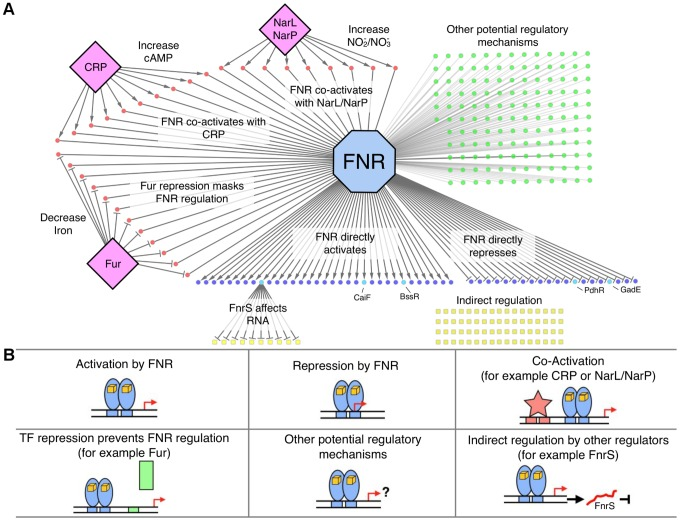 A
NarL
NarP
Increase
NO₂⁻/NO₃⁻
Other potential regulatory
mechanisms
Increase
cAMP
CRP
FNR co-activates
with NarL/NarP
FNR co-activates with
CRP
FNR
Fur repression masks
FNR regulation
Decrease
Iron
Fur
FNR directly
activates
FNR directly
represses
CaiF
BssR
PdhR
GadE
FnrS affects
RNA
Indirect regulation
B
Activation by FNR
Repression by FNR
Co-Activation
(for example CRP or NarL/NarP)
TF repression prevents FNR regulation
(for example Fur)
Other potential regulatory
mechanisms
?
Indirect regulation by other regulators
(for example FnrS)
FnrS